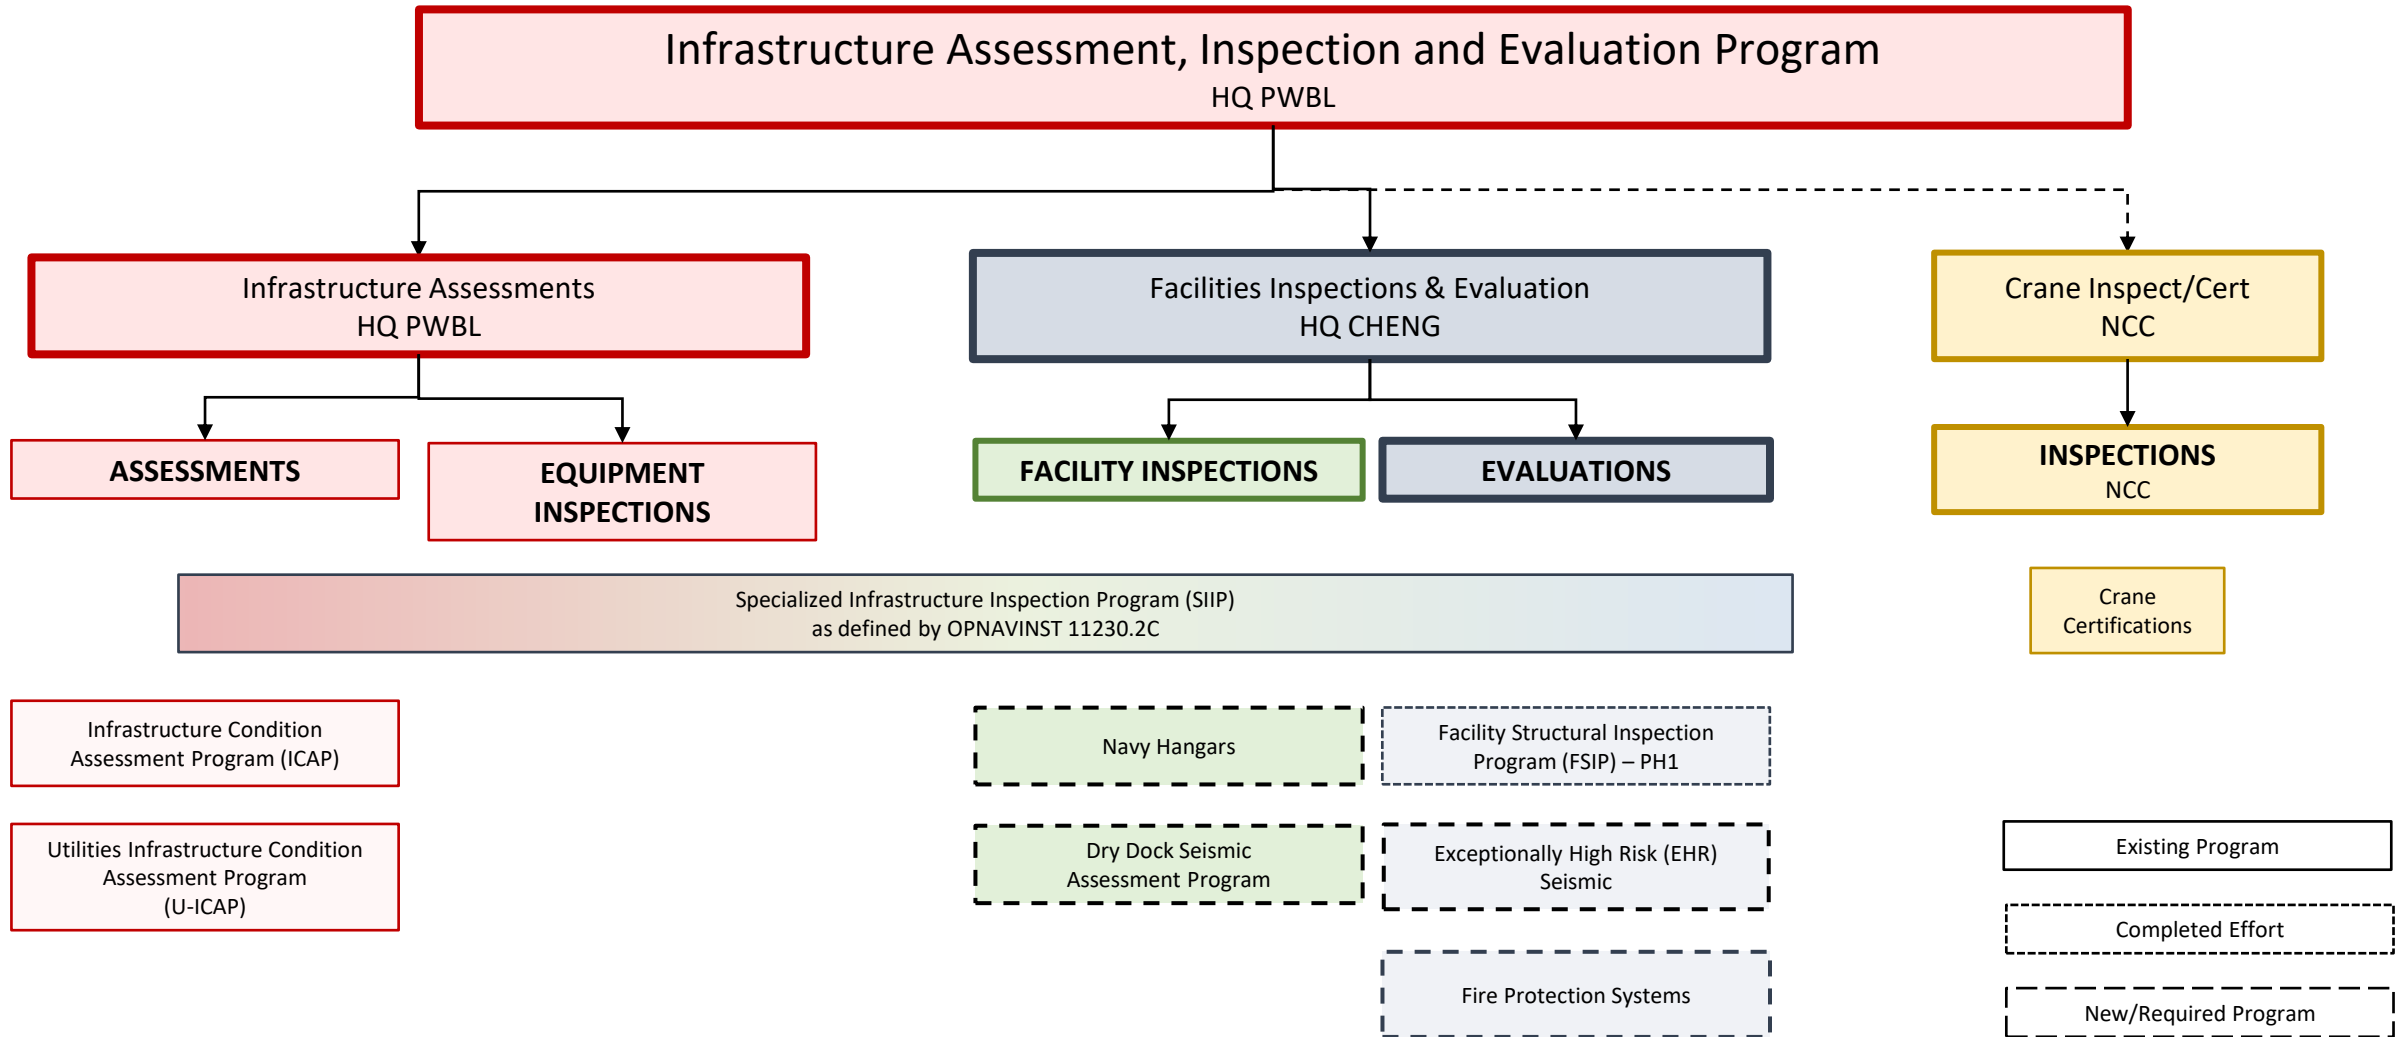 Infrastructure Assessment, Inspection and Evaluation Program
HQ PWBL
Infrastructure Assessments
HQ PWBL
Facilities Inspections & Evaluation
HQ CHENG
Crane Inspect/Cert
NCC
ASSESSMENTS
EQUIPMENT
INSPECTIONS
FACILITY INSPECTIONS
EVALUATIONS
INSPECTIONS
NCC
Specialized Infrastructure Inspection Program (SIIP)
as defined by OPNAVINST 11230.2C
Crane
Certifications
Infrastructure Condition
Assessment Program (ICAP)
Navy Hangars
Facility Structural Inspection
Program (FSIP) – PH1
Utilities Infrastructure Condition
Assessment Program
(U-ICAP)
Dry Dock Seismic
Assessment Program
Exceptionally High Risk (EHR)
Seismic
Fire Protection Systems
Existing Program
Completed Effort
New/Required Program